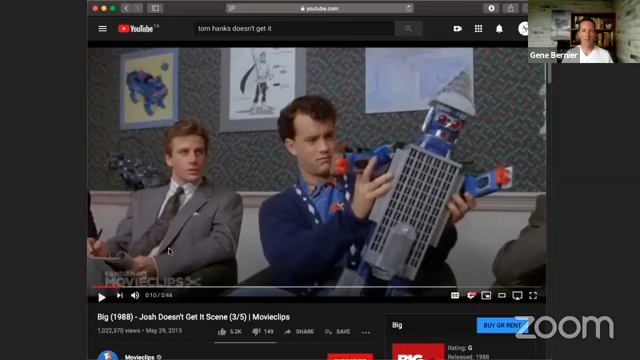 youtube.com
YouTube CA
tom hanks doesn't get it
Gene Bernier
FANDANGO
MOVIECLIPS
0:10 / 2:44
Big (1988) - Josh Doesn't Get It Scene (3/5) | Movieclips
1,022,370 views • May 29, 2015
5.2K
149
SHARE
SAVE
Big
BUY OR RENT
Movieclips
BIG
Rating: G
Released: 1988
zoom